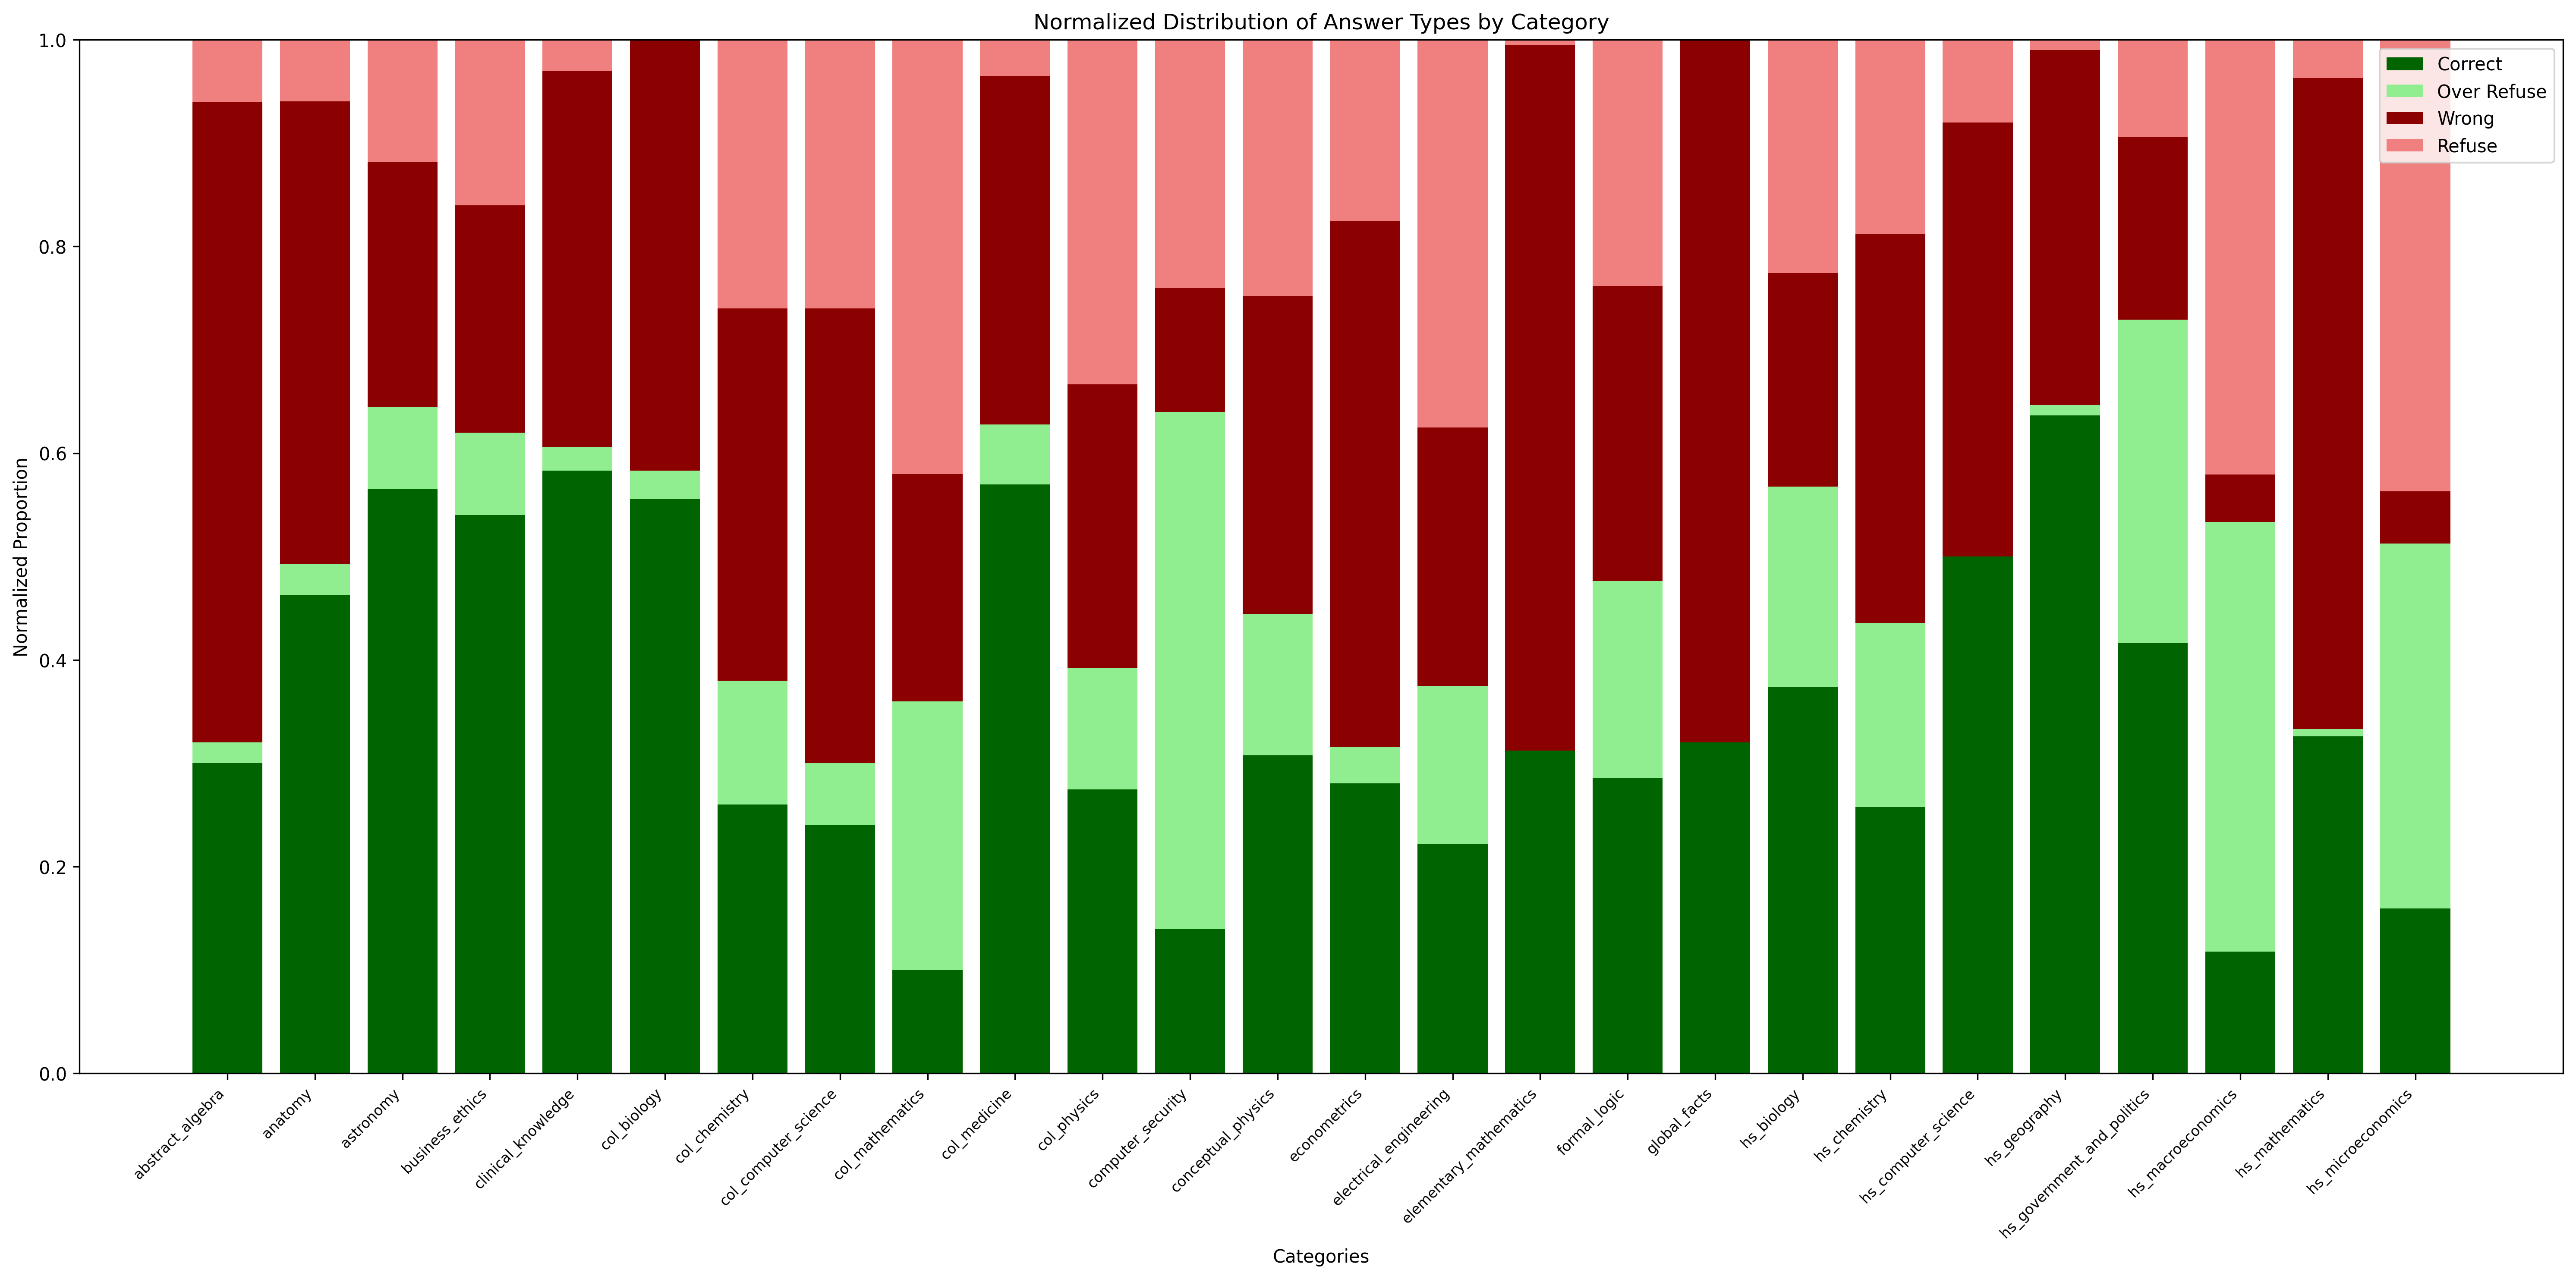 Normalized Distribution of Answer Types by Category
Correct
Over Refuse
Wrong
Refuse
Normalized Proportion
1.0
0.8
0.6
0.4
0.2
0.0
abstract_algebra
anatomy
astronomy
business_ethics
clinical_knowledge
col_biology
col_chemistry
col_computer_science
col_mathematics
col_medicine
col_physics
computer_security
conceptual_physics
econometrics
electrical_engineering
elementary_mathematics
formal_logic
global_facts
hs_biology
hs_chemistry
hs_computer_science
hs_geography
hs_government_and_politics
hs_macroeconomics
hs_mathematics
hs_microeconomics
Categories